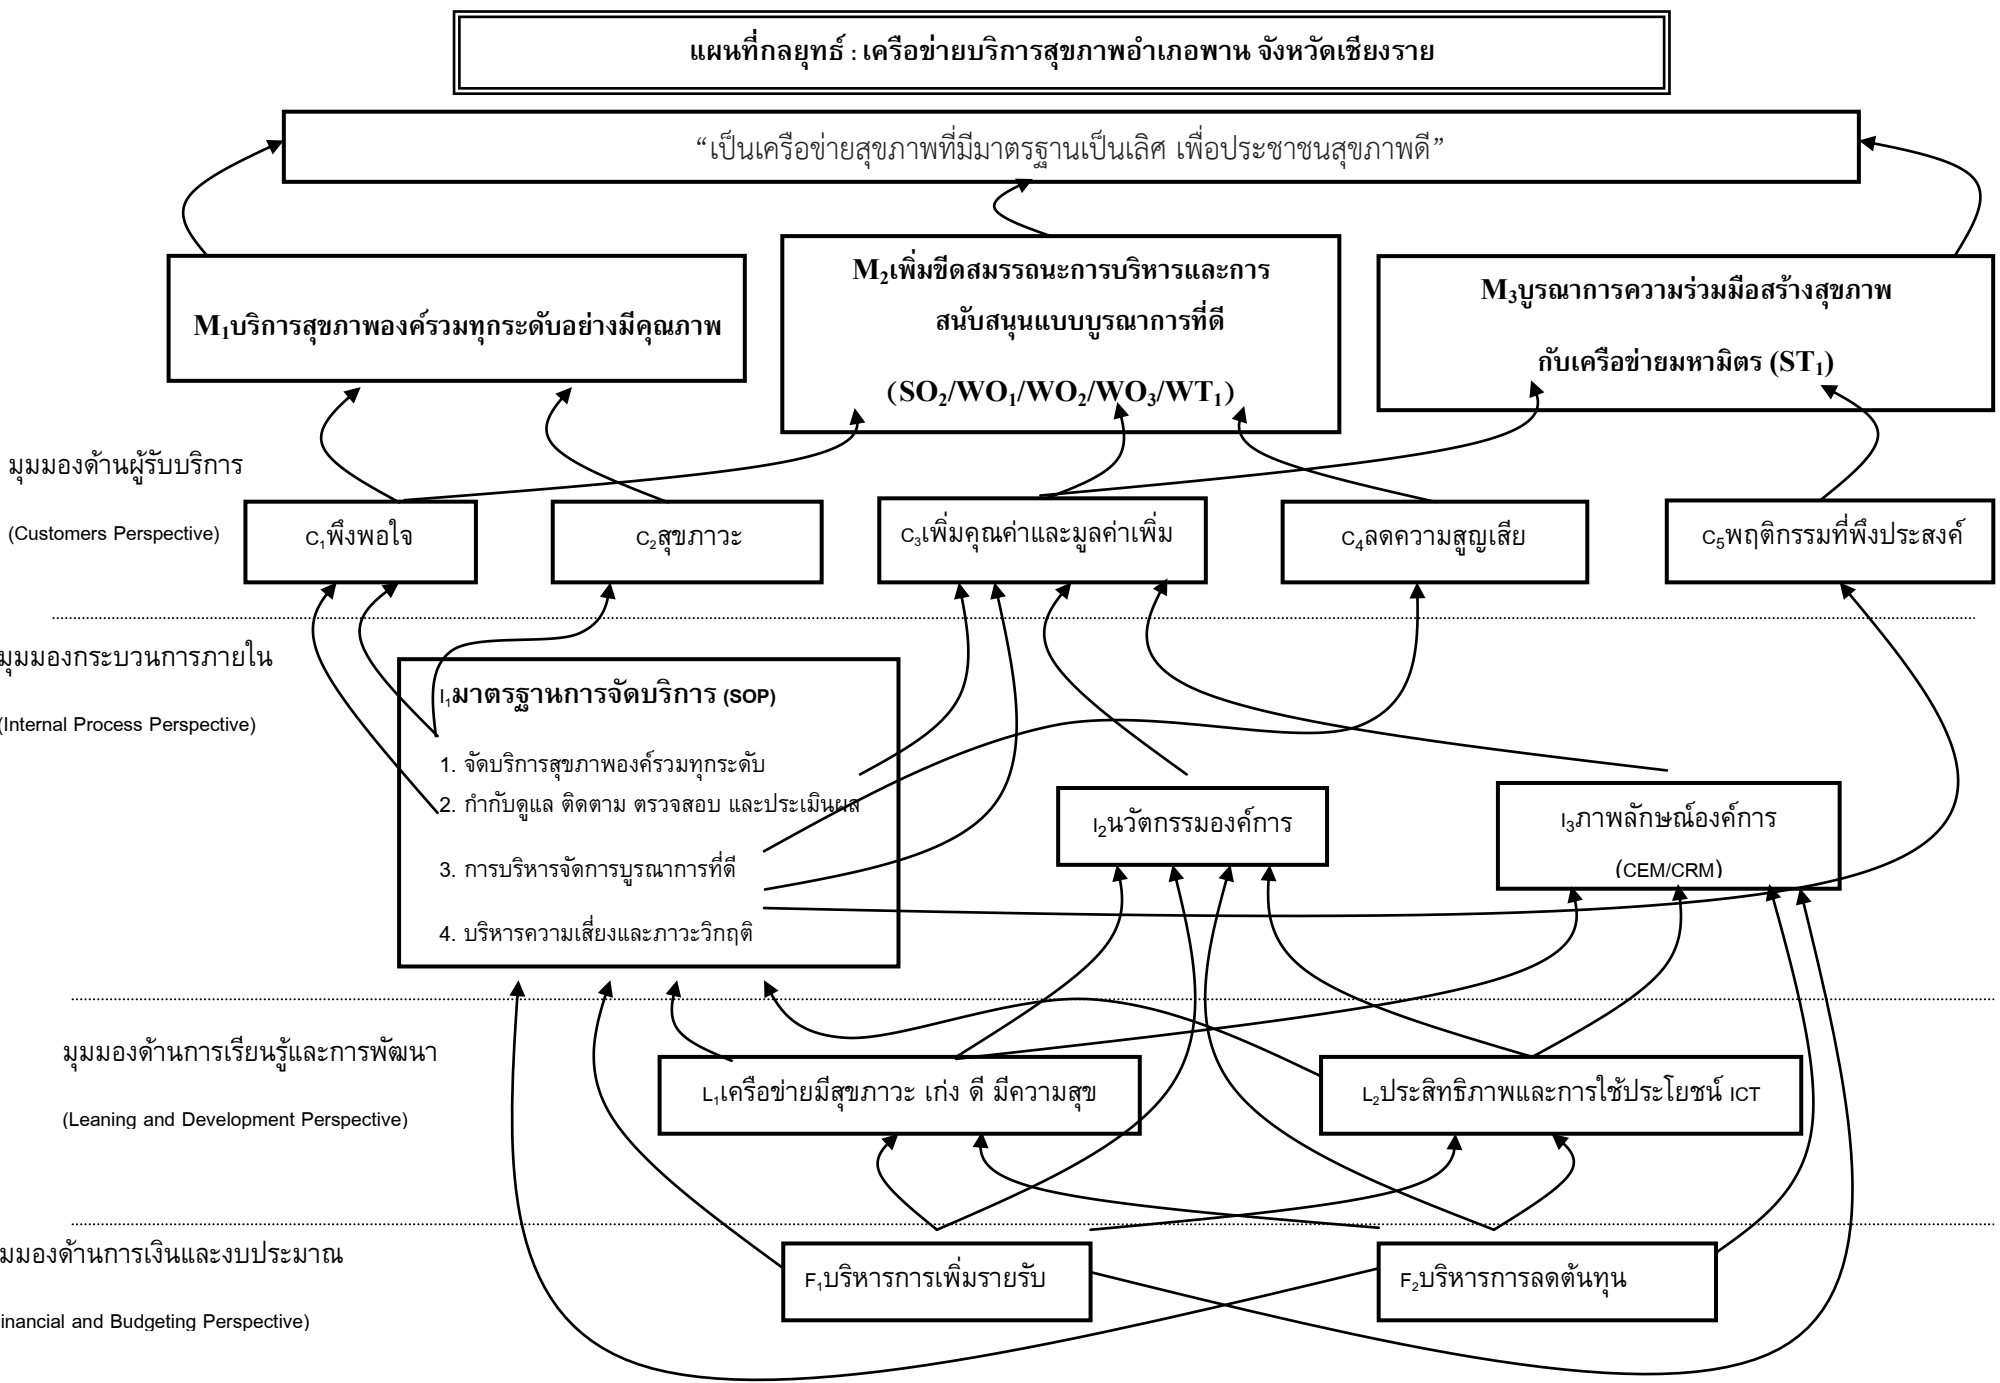 แผนที่กลยุทธ์ : เครือข่ายบริการสุขภาพอำเภอพาน จังหวัดเชียงราย
“เป็นเครือข่ายสุขภาพที่มีมาตรฐานเป็นเลิศ เพื่อประชาชนสุขภาพดี”
M₁บริการสุขภาพองค์รวมทุกระดับอย่างมีคุณภาพ
M₂เพิ่มขีดสมรรถนะการบริหารและการ
สนับสนุนแบบบูรณาการที่ดี
(SO₂/WO₁/WO₂/WO₃/WT₁)
M₃บูรณาการความร่วมมือสร้างสุขภาพ
กับเครือข่ายมหามิตร (ST₁)
มุมมองด้านผู้รับบริการ
(Customers Perspective)
C₁พึงพอใจ
C₂สุขภาวะ
C₃เพิ่มคุณค่าและมูลค่าเพิ่ม
C₄ลดความสูญเสีย
C₅พฤติกรรมที่พึงประสงค์
มุมมองกระบวนการภายใน
(Internal Process Perspective)
I₁มาตรฐานการจัดบริการ (SOP)
1. จัดบริการสุขภาพองค์รวมทุกระดับ
2. กำกับดูแล ติดตาม ตรวจสอบ และประเมินผล
3. การบริหารจัดการบูรณาการที่ดี
4. บริหารความเสี่ยงและภาวะวิกฤติ
I₂นวัตกรรมองค์การ
I₃ภาพลักษณ์องค์การ
(CEM/CRM)
มุมมองด้านการเรียนรู้และการพัฒนา
(Leaning and Development Perspective)
L₁เครือข่ายมีสุขภาวะ เก่ง ดี มีความสุข
L₂ประสิทธิภาพและการใช้ประโยชน์ ICT
มมองด้านการเงินและงบประมาณ
inancial and Budgeting Perspective)
F₁บริหารการเพิ่มรายรับ
F₂บริหารการลดต้นทุน